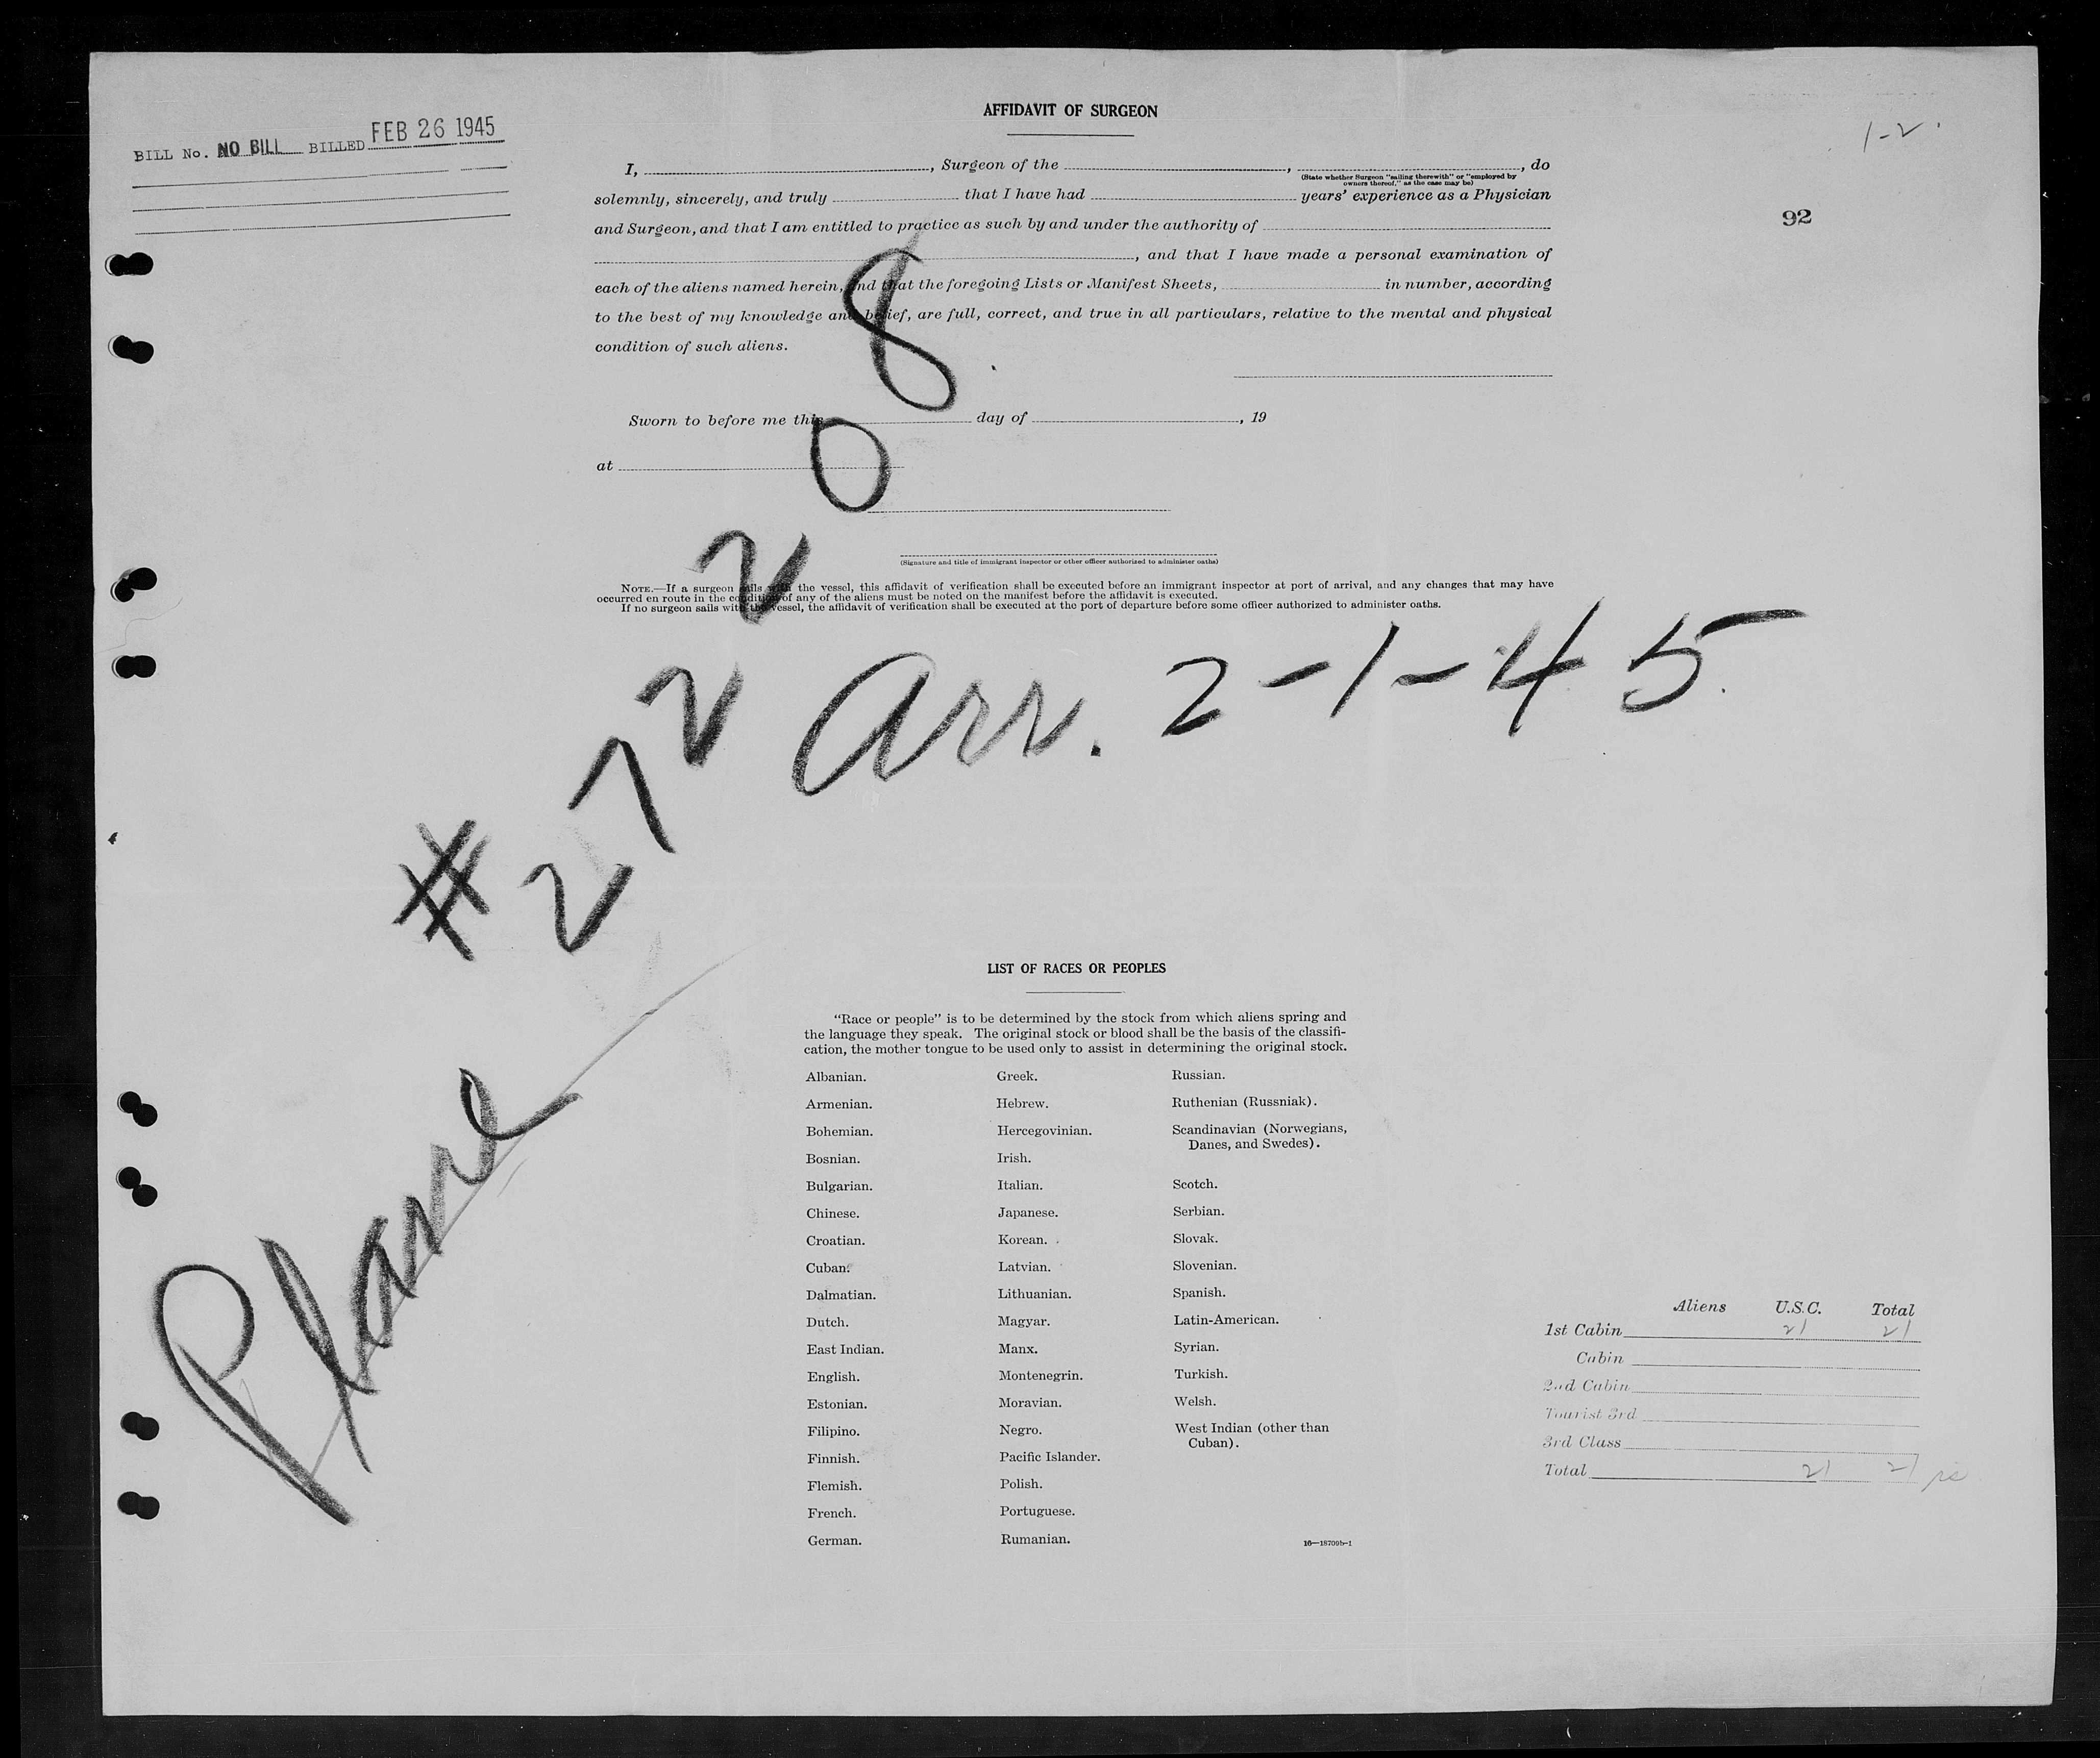 AFFIDAVIT OF SURGEON
BILL No. NO BILL BILLED FEB 26 1945
1-2.
92
I, , Surgeon of the , , do
(State whether Surgeon "sailing therewith" or "employed by
owners thereof," as the case may be)
solemnly, sincerely, and truly that I have had years' experience as a Physician
and Surgeon, and that I am entitled to practice as such by and under the authority of
, and that I have made a personal examination of
each of the aliens named herein, and that the foregoing Lists or Manifest Sheets, in number, according
to the best of my knowledge and belief, are full, correct, and true in all particulars, relative to the mental and physical
condition of such aliens.
Sworn to before me this day of , 19
at
(Signature and title of immigrant inspector or other officer authorized to administer oaths)
NOTE.—If a surgeon sails with the vessel, this affidavit of verification shall be executed before an immigrant inspector at port of arrival, and any changes that may have
occurred en route in the condition of any of the aliens must be noted on the manifest before the affidavit is executed.
If no surgeon sails with the vessel, the affidavit of verification shall be executed at the port of departure before some officer authorized to administer oaths.
Plane # 272208
Arr. 2-1-45
LIST OF RACES OR PEOPLES
"Race or people" is to be determined by the stock from which aliens spring and
the language they speak. The original stock or blood shall be the basis of the classifi-
cation, the mother tongue to be used only to assist in determining the original stock.
Albanian.
Armenian.
Bohemian.
Bosnian.
Bulgarian.
Chinese.
Croatian.
Cuban.
Dalmatian.
Dutch.
East Indian.
English.
Estonian.
Filipino.
Finnish.
Flemish.
French.
German.
Greek.
Hebrew.
Hercegovinian.
Irish.
Italian.
Japanese.
Korean.
Latvian.
Lithuanian.
Magyar.
Manx.
Montenegrin.
Moravian.
Negro.
Pacific Islander.
Polish.
Portuguese.
Rumanian.
Russian.
Ruthenian (Russniak).
Scandinavian (Norwegians,
Danes, and Swedes).
Scotch.
Serbian.
Slovak.
Slovenian.
Spanish.
Latin-American.
Syrian.
Turkish.
Welsh.
West Indian (other than
Cuban).
16—18709b-1
Aliens U.S.C. Total
1st Cabin 21 21
Cabin
2nd Cabin
Tourist 3rd
3rd Class
Total 21 21